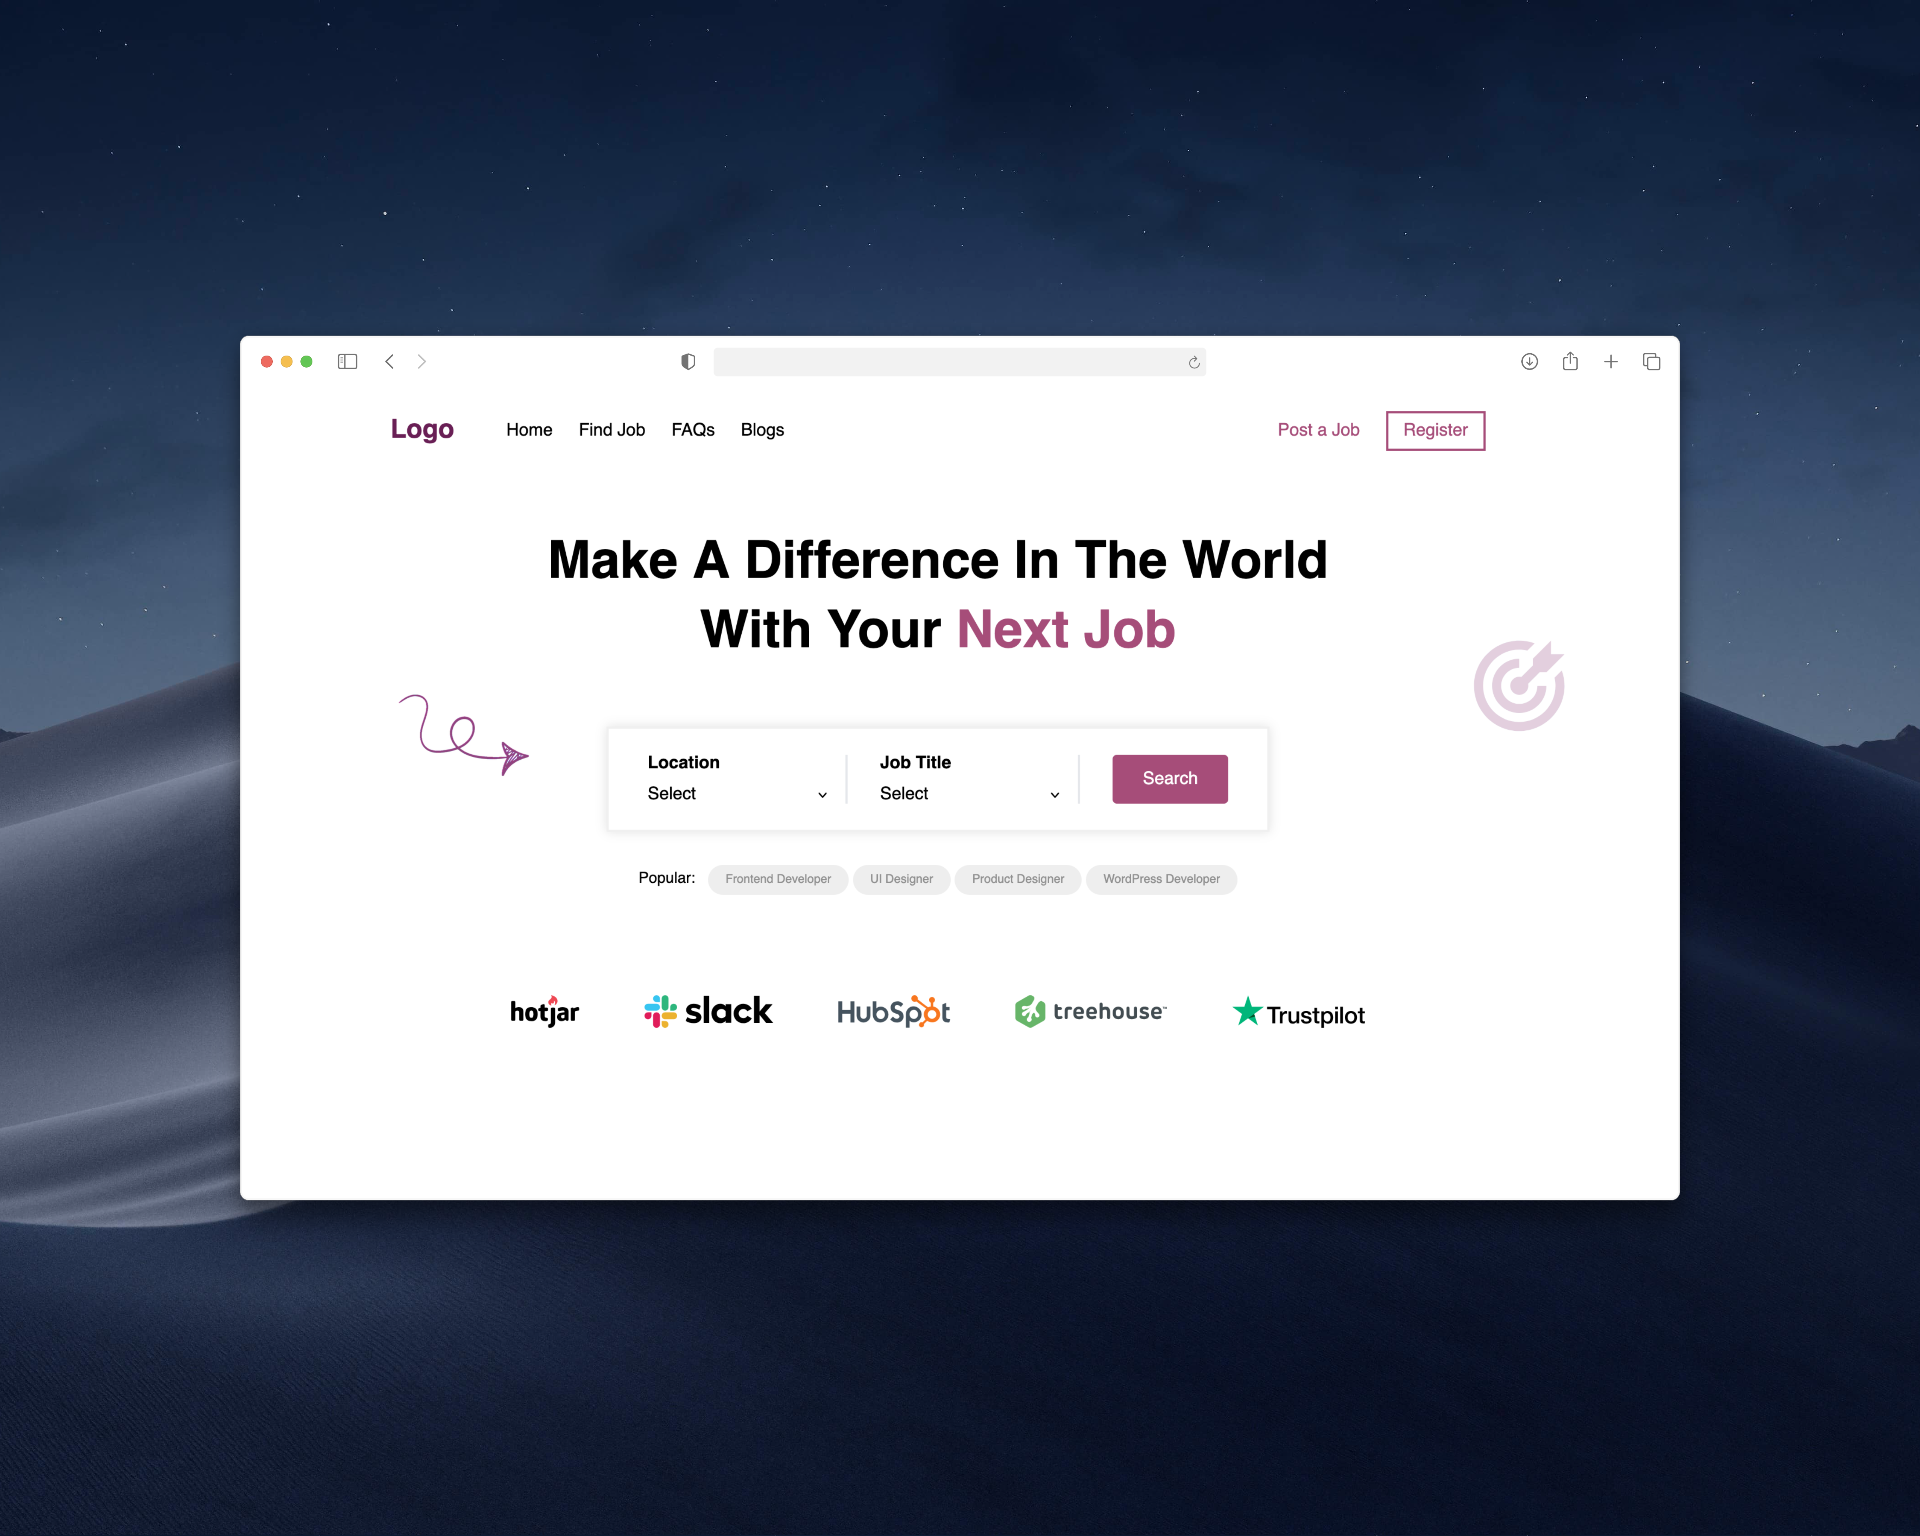 Logo Home Find Job FAQs Blogs Post a Job Register
Make A Difference In The World
With Your Next Job
Location Job Title Search
Select Select
Popular: Frontend Developer UI Designer Product Designer WordPress Developer
hotjar slack HubSpot treehouse™ Trustpilot